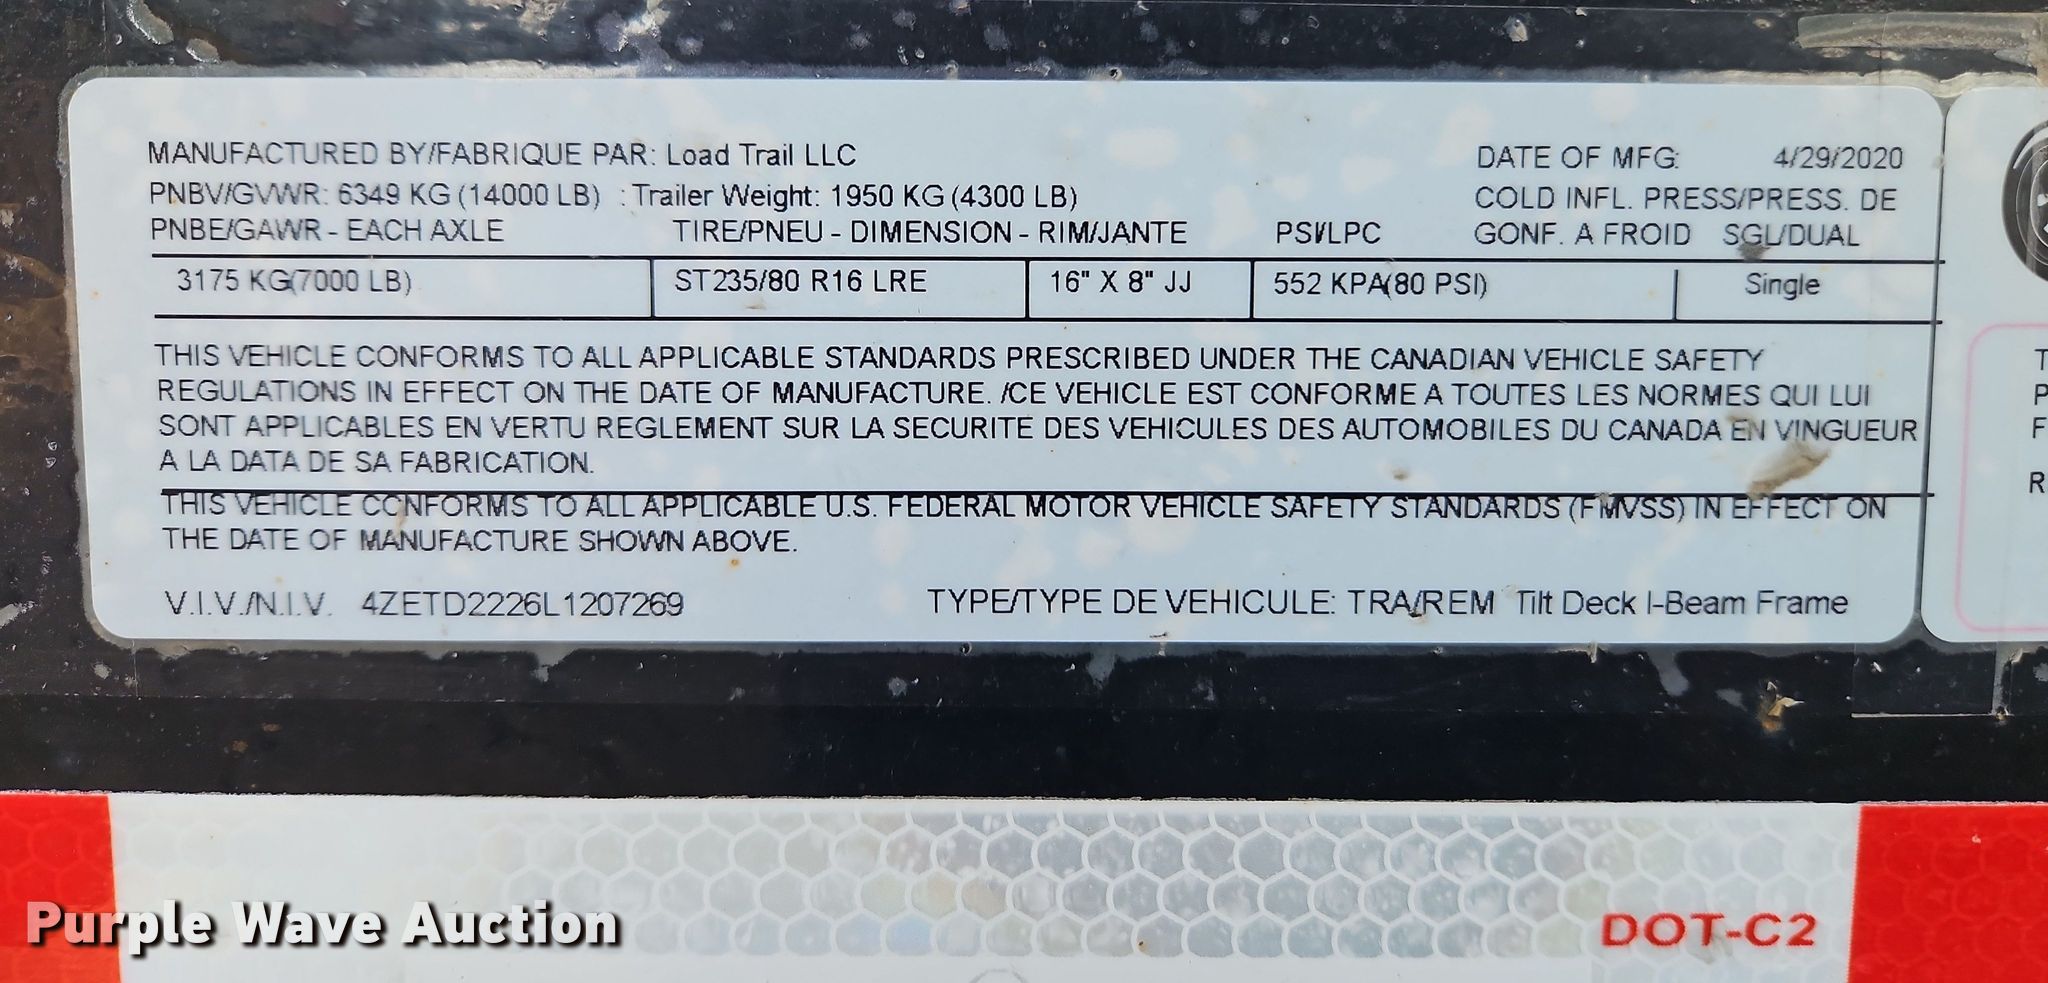 MANUFACTURED BY/FABRIQUE PAR: Load Trail LLC DATE OF MFG: 4/29/2020
PNBV/GVWR: 6349 KG (14000 LB) : Trailer Weight: 1950 KG (4300 LB) COLD INFL. PRESS/PRESS. DE
PNBE/GAWR - EACH AXLE TIRE/PNEU - DIMENSION - RIM/JANTE PSI/LPC GONF. A FROID SGL/DUAL
3175 KG(7000 LB) ST235/80 R16 LRE 16" X 8" JJ 552 KPA(80 PSI) Single
THIS VEHICLE CONFORMS TO ALL APPLICABLE STANDARDS PRESCRIBED UNDER THE CANADIAN VEHICLE SAFETY
REGULATIONS IN EFFECT ON THE DATE OF MANUFACTURE. /CE VEHICLE EST CONFORME A TOUTES LES NORMES QUI LUI
SONT APPLICABLES EN VERTU REGLEMENT SUR LA SECURITE DES VEHICULES DES AUTOMOBILES DU CANADA EN VINGUEUR
A LA DATA DE SA FABRICATION.
THIS VEHICLE CONFORMS TO ALL APPLICABLE U.S. FEDERAL MOTOR VEHICLE SAFETY STANDARDS (FMVSS) IN EFFECT ON
THE DATE OF MANUFACTURE SHOWN ABOVE.
V.I.V./N.I.V. 4ZETD2226L1207269 TYPE/TYPE DE VEHICULE: TRA/REM Tilt Deck I-Beam Frame
Purple Wave Auction
DOT-C2